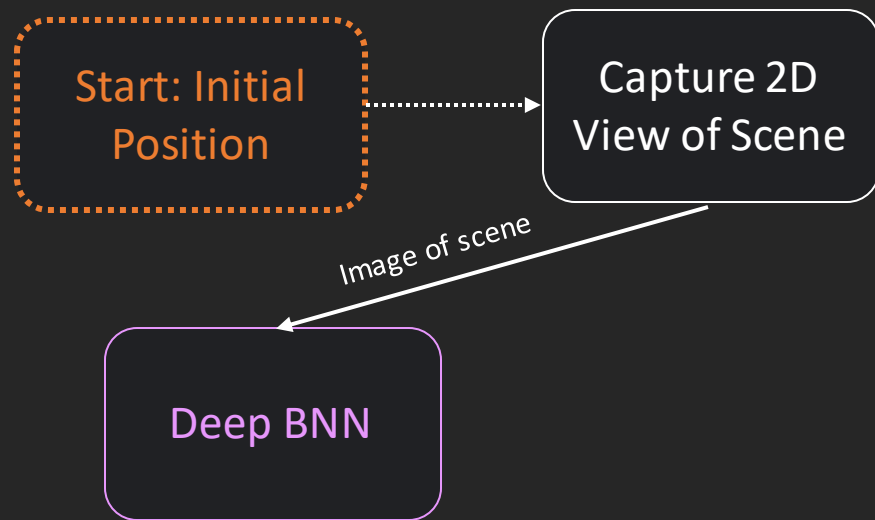 Start: Initial
Position
Capture 2D
View of Scene
Image of scene
Deep BNN